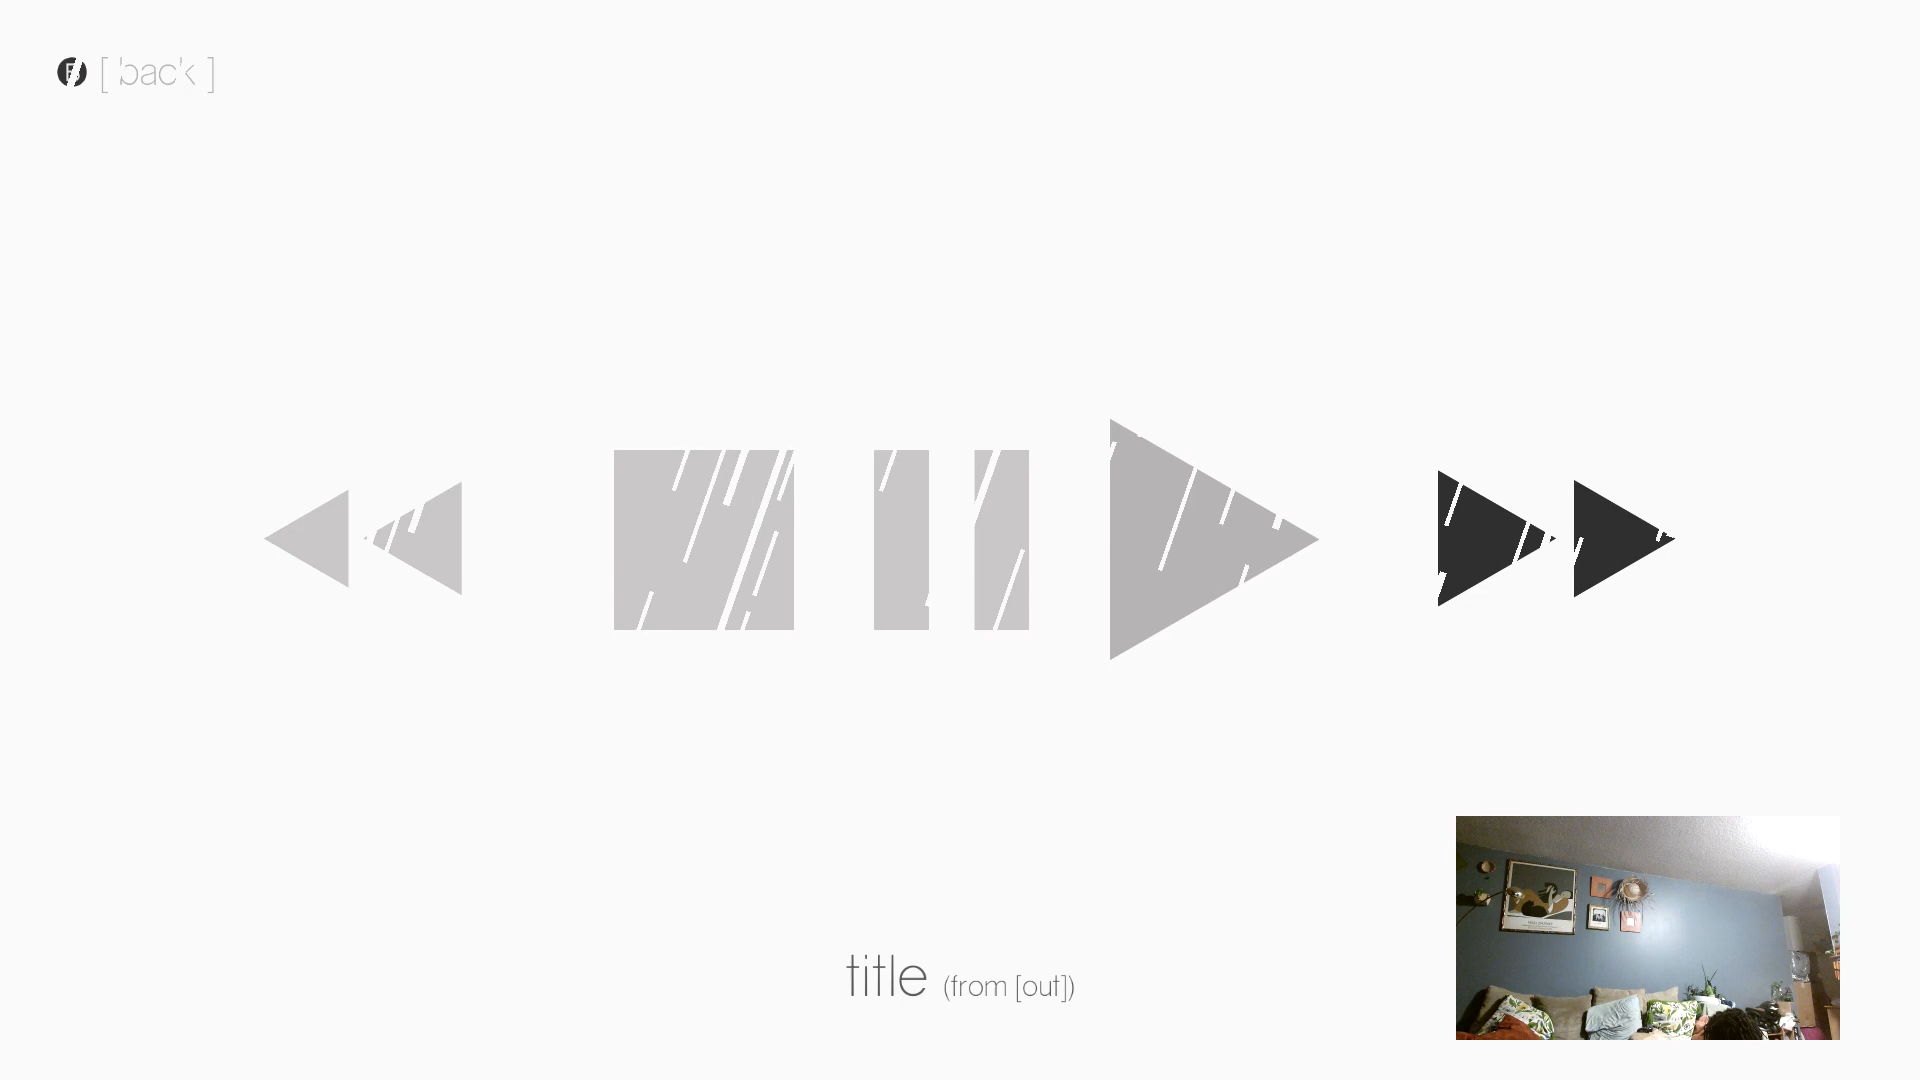 B [ back ]
title (from [out])